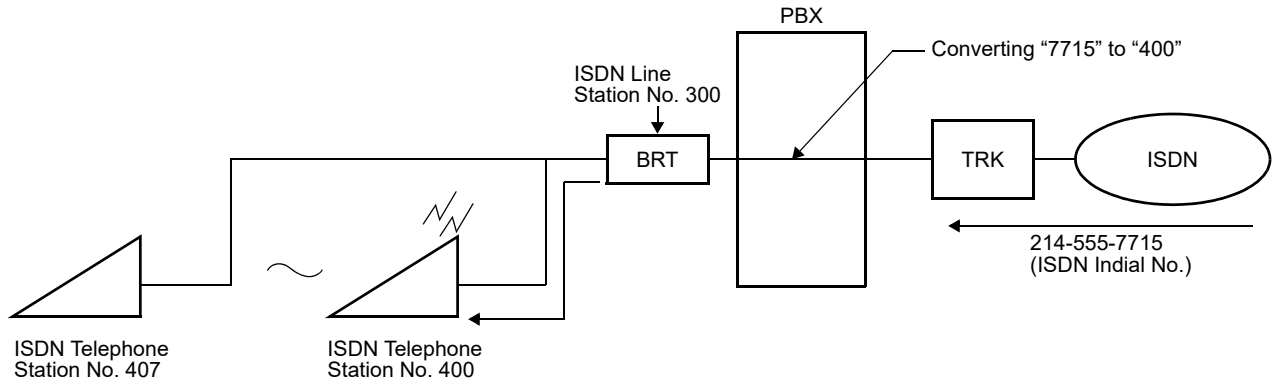 PBX
Converting “7715” to “400”
ISDN Line
Station No. 300
BRT
TRK
ISDN
214-555-7715
(ISDN Indial No.)
ISDN Telephone
Station No. 407
ISDN Telephone
Station No. 400